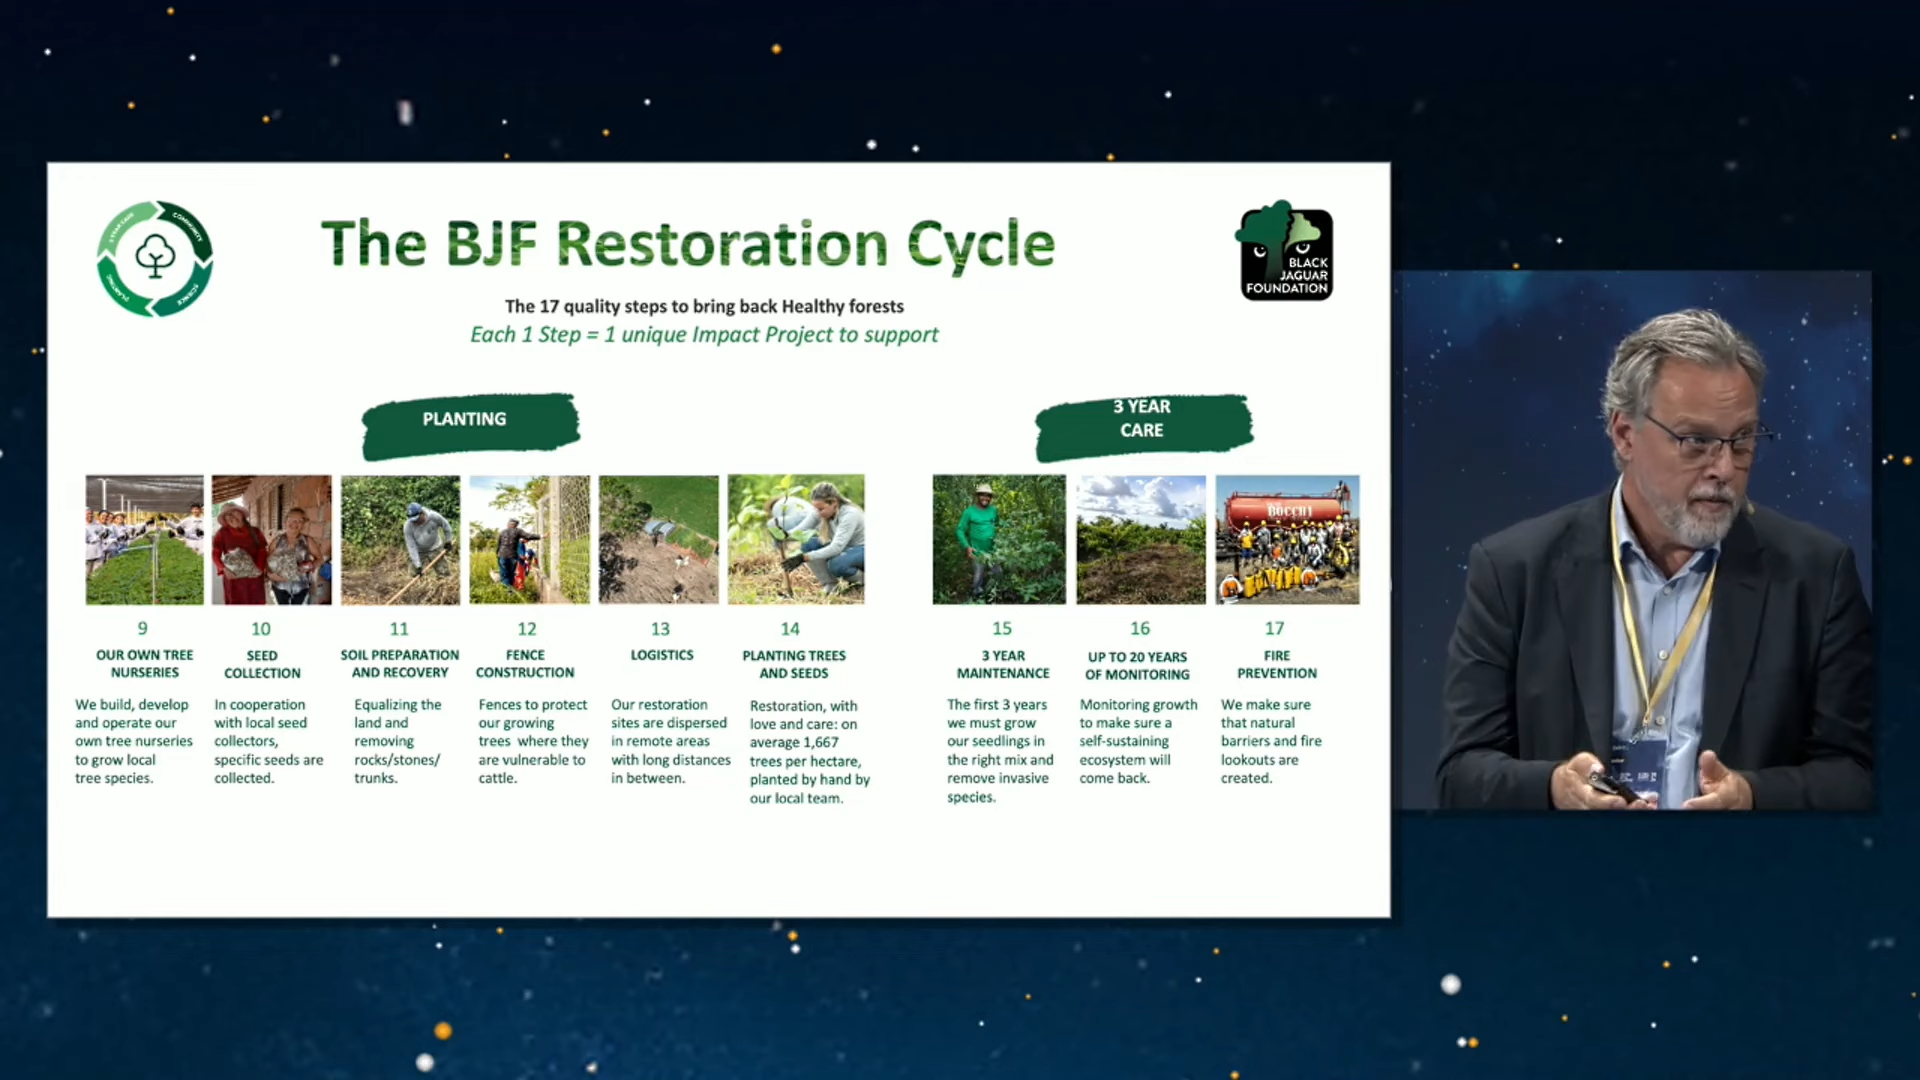 The BJF Restoration Cycle
COMMUNITY
SCIENCE
PLANTING
BLACK
JAGUAR
FOUNDATION
The 17 quality steps to bring back Healthy forests
Each 1 Step = 1 unique Impact Project to support
PLANTING
3 YEAR
CARE
BOCCHI
9
OUR OWN TREE
NURSERIES
We build, develop
and operate our
own tree nurseries
to grow local
tree species.
10
SEED
COLLECTION
In cooperation
with local seed
collectors,
specific seeds are
collected.
11
SOIL PREPARATION
AND RECOVERY
Equalizing the
land and
removing
rocks/stones/
trunks.
12
FENCE
CONSTRUCTION
Fences to protect
our growing
trees where they
are vulnerable to
cattle.
13
LOGISTICS
Our restoration
sites are dispersed
in remote areas
with long distances
in between.
14
PLANTING TREES
AND SEEDS
Restoration, with
love and care: on
average 1,667
trees per hectare,
planted by hand by
our local team.
15
3 YEAR
MAINTENANCE
The first 3 years
we must grow
our seedlings in
the right mix and
remove invasive
species.
16
UP TO 20 YEARS
OF MONITORING
Monitoring growth
to make sure a
self-sustaining
ecosystem will
come back.
17
FIRE
PREVENTION
We make sure
that natural
barriers and fire
lookouts are
created.